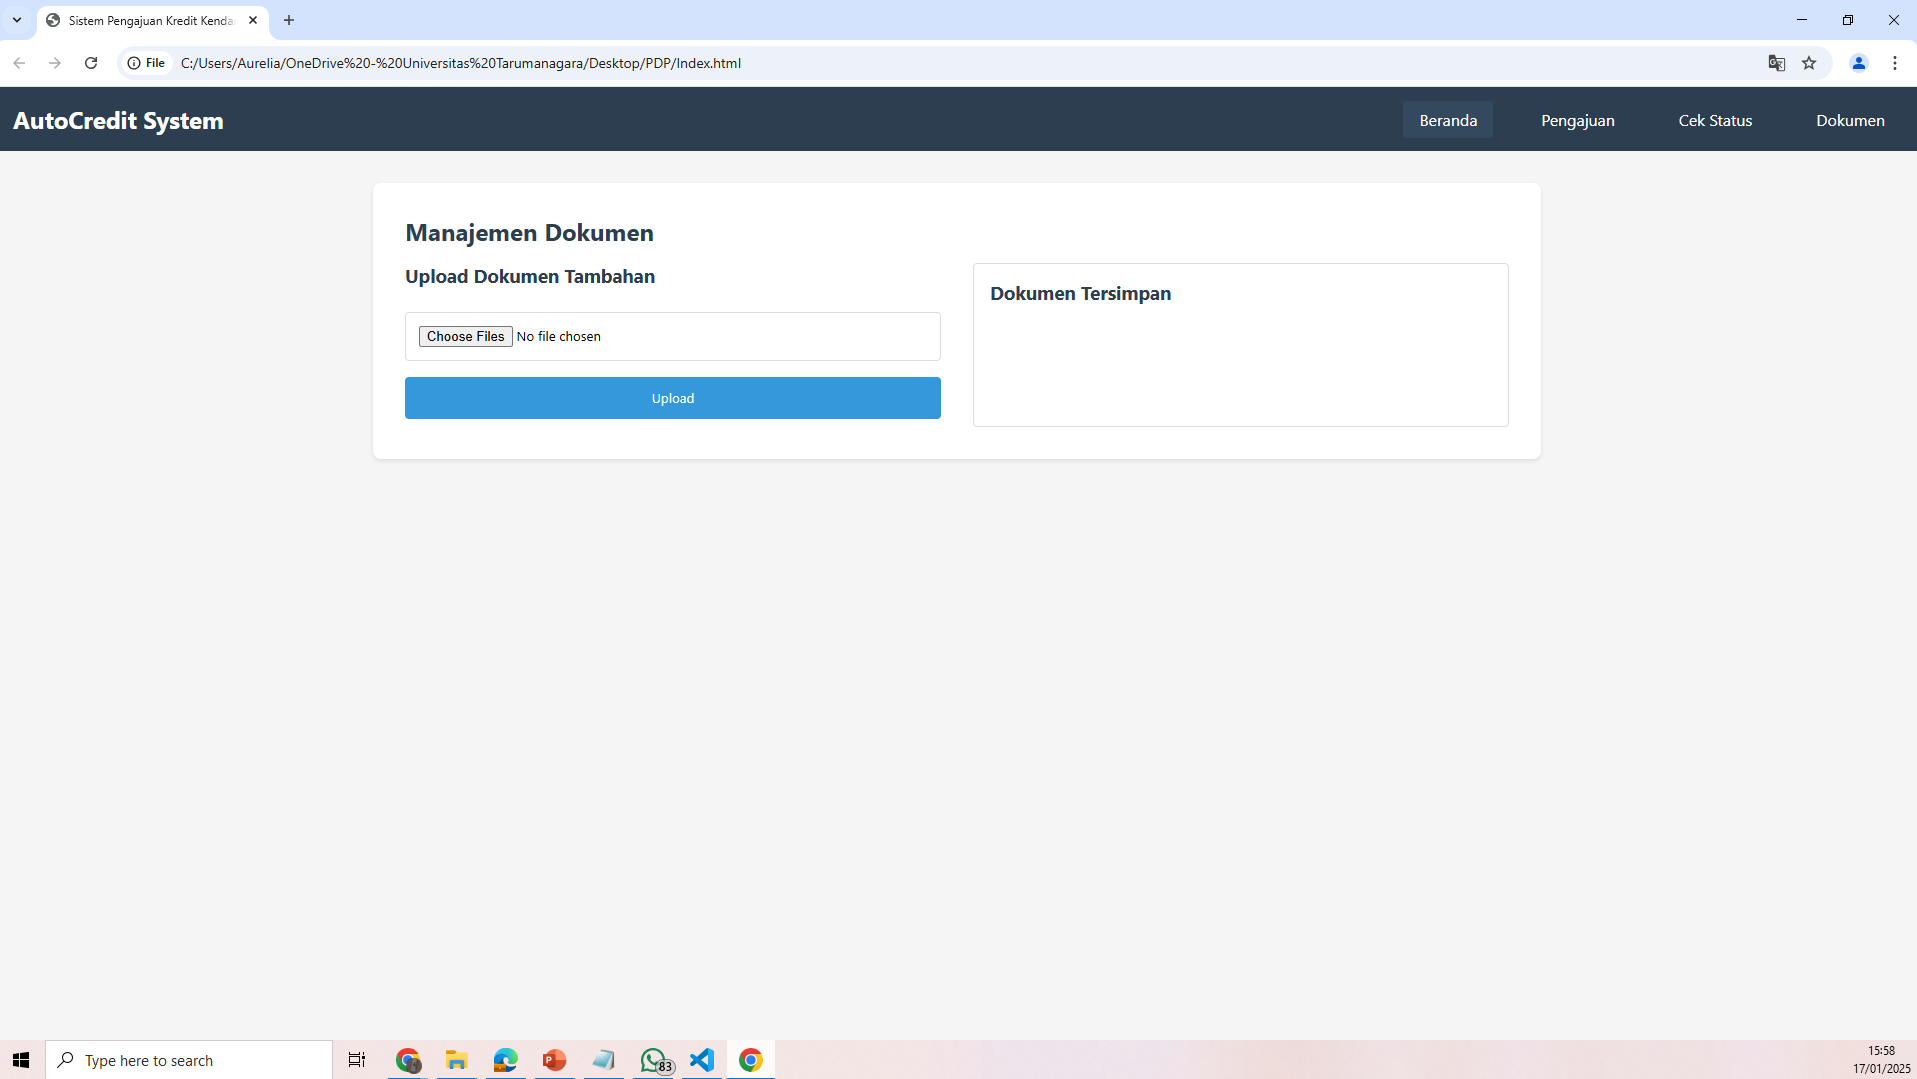 Sistem Pengajuan Kredit Kenda
File
C:/Users/Aurelia/OneDrive%20-%20Universitas%20Tarumanagara/Desktop/PDP/Index.html
AutoCredit System
Beranda
Pengajuan
Cek Status
Dokumen
Manajemen Dokumen
Upload Dokumen Tambahan
Choose Files No file chosen
Upload
Dokumen Tersimpan
Type here to search
83
15:58
17/01/2025